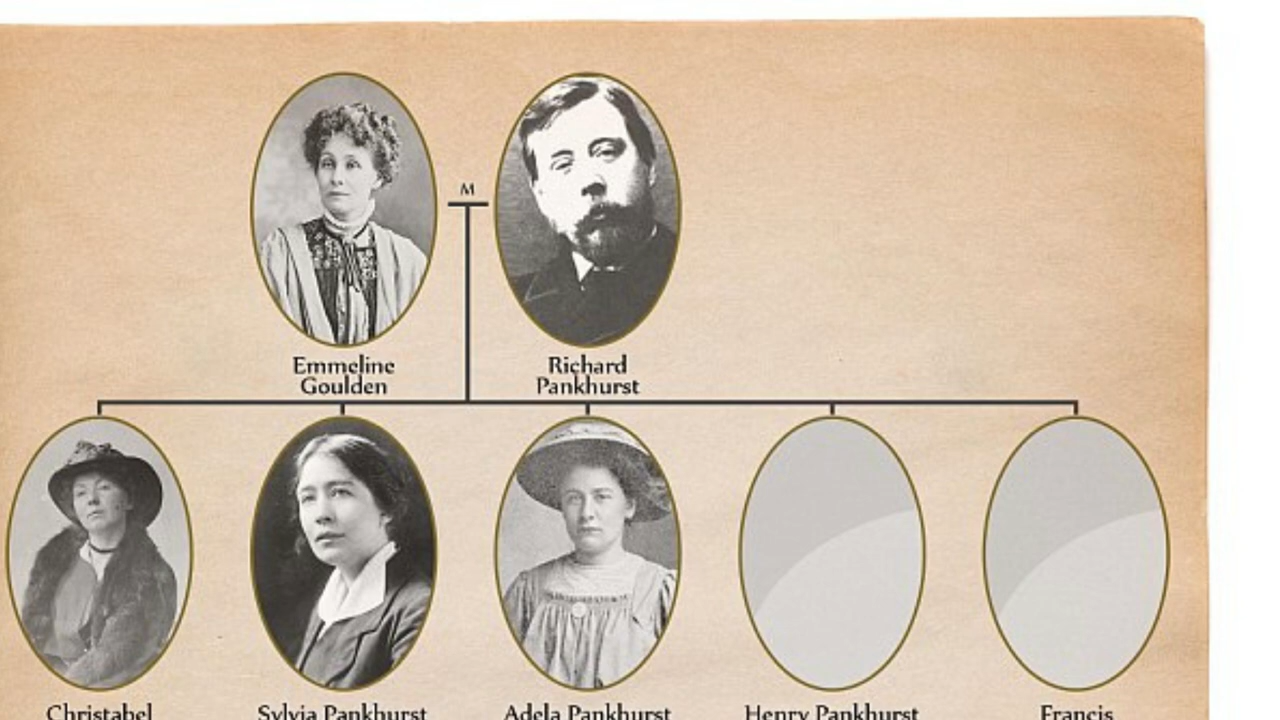 M
Emmeline
Goulden
Richard
Pankhurst
Christabel
Sylvia Pankhurst
Adela Pankhurst
Henry Pankhurst
Francis